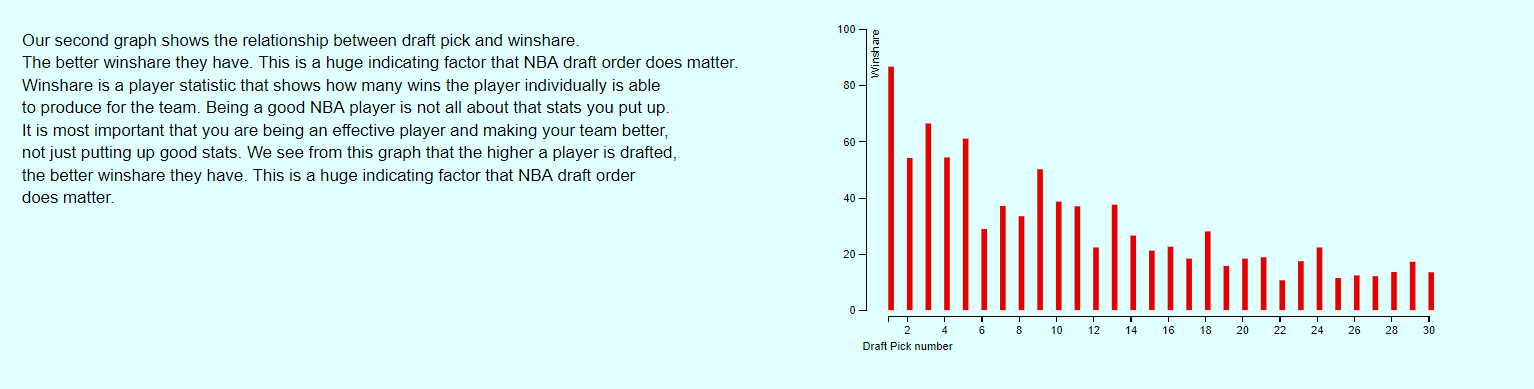 Our second graph shows the relationship between draft pick and winshare.
The better winshare they have. This is a huge indicating factor that NBA draft order does matter.
Winshare is a player statistic that shows how many wins the player individually is able
to produce for the team. Being a good NBA player is not all about that stats you put up.
It is most important that you are being an effective player and making your team better,
not just putting up good stats. We see from this graph that the higher a player is drafted,
the better winshare they have. This is a huge indicating factor that NBA draft order
does matter.
100
80
60
40
20
0
Winshare
2 4 6 8 10 12 14 16 18 20 22 24 26 28 30
Draft Pick number